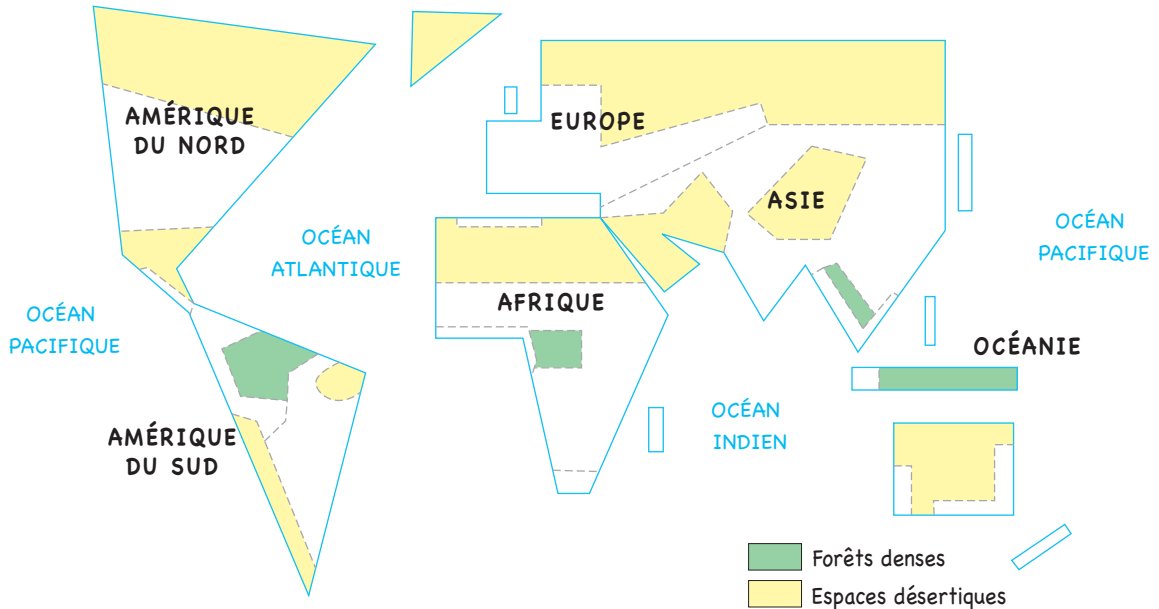 AMÉRIQUE
DU NORD
EUROPE
ASIE
OCÉAN
ATLANTIQUE
OCÉAN
PACIFIQUE
AFRIQUE
OCÉAN
PACIFIQUE
OCÉANIE
AMÉRIQUE
DU SUD
OCÉAN
INDIEN
Forêts denses
Espaces désertiques